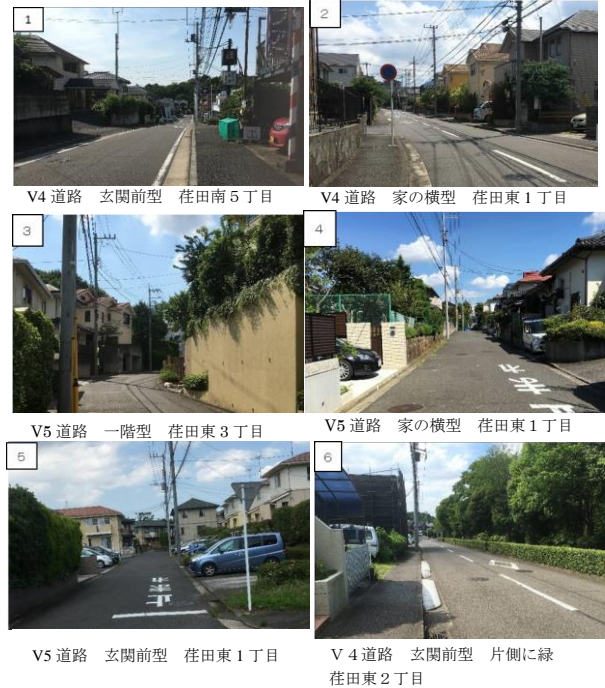 1
2
V4 道路 玄関前型 荏田南５丁目
V4 道路 家の横型 荏田東１丁目
3
4
V5 道路 一階型 荏田東３丁目
V5 道路 家の横型 荏田東１丁目
5
6
止まれ
V5 道路 玄関前型 荏田東１丁目
Ｖ４道路 玄関前型 片側に緑
荏田東２丁目